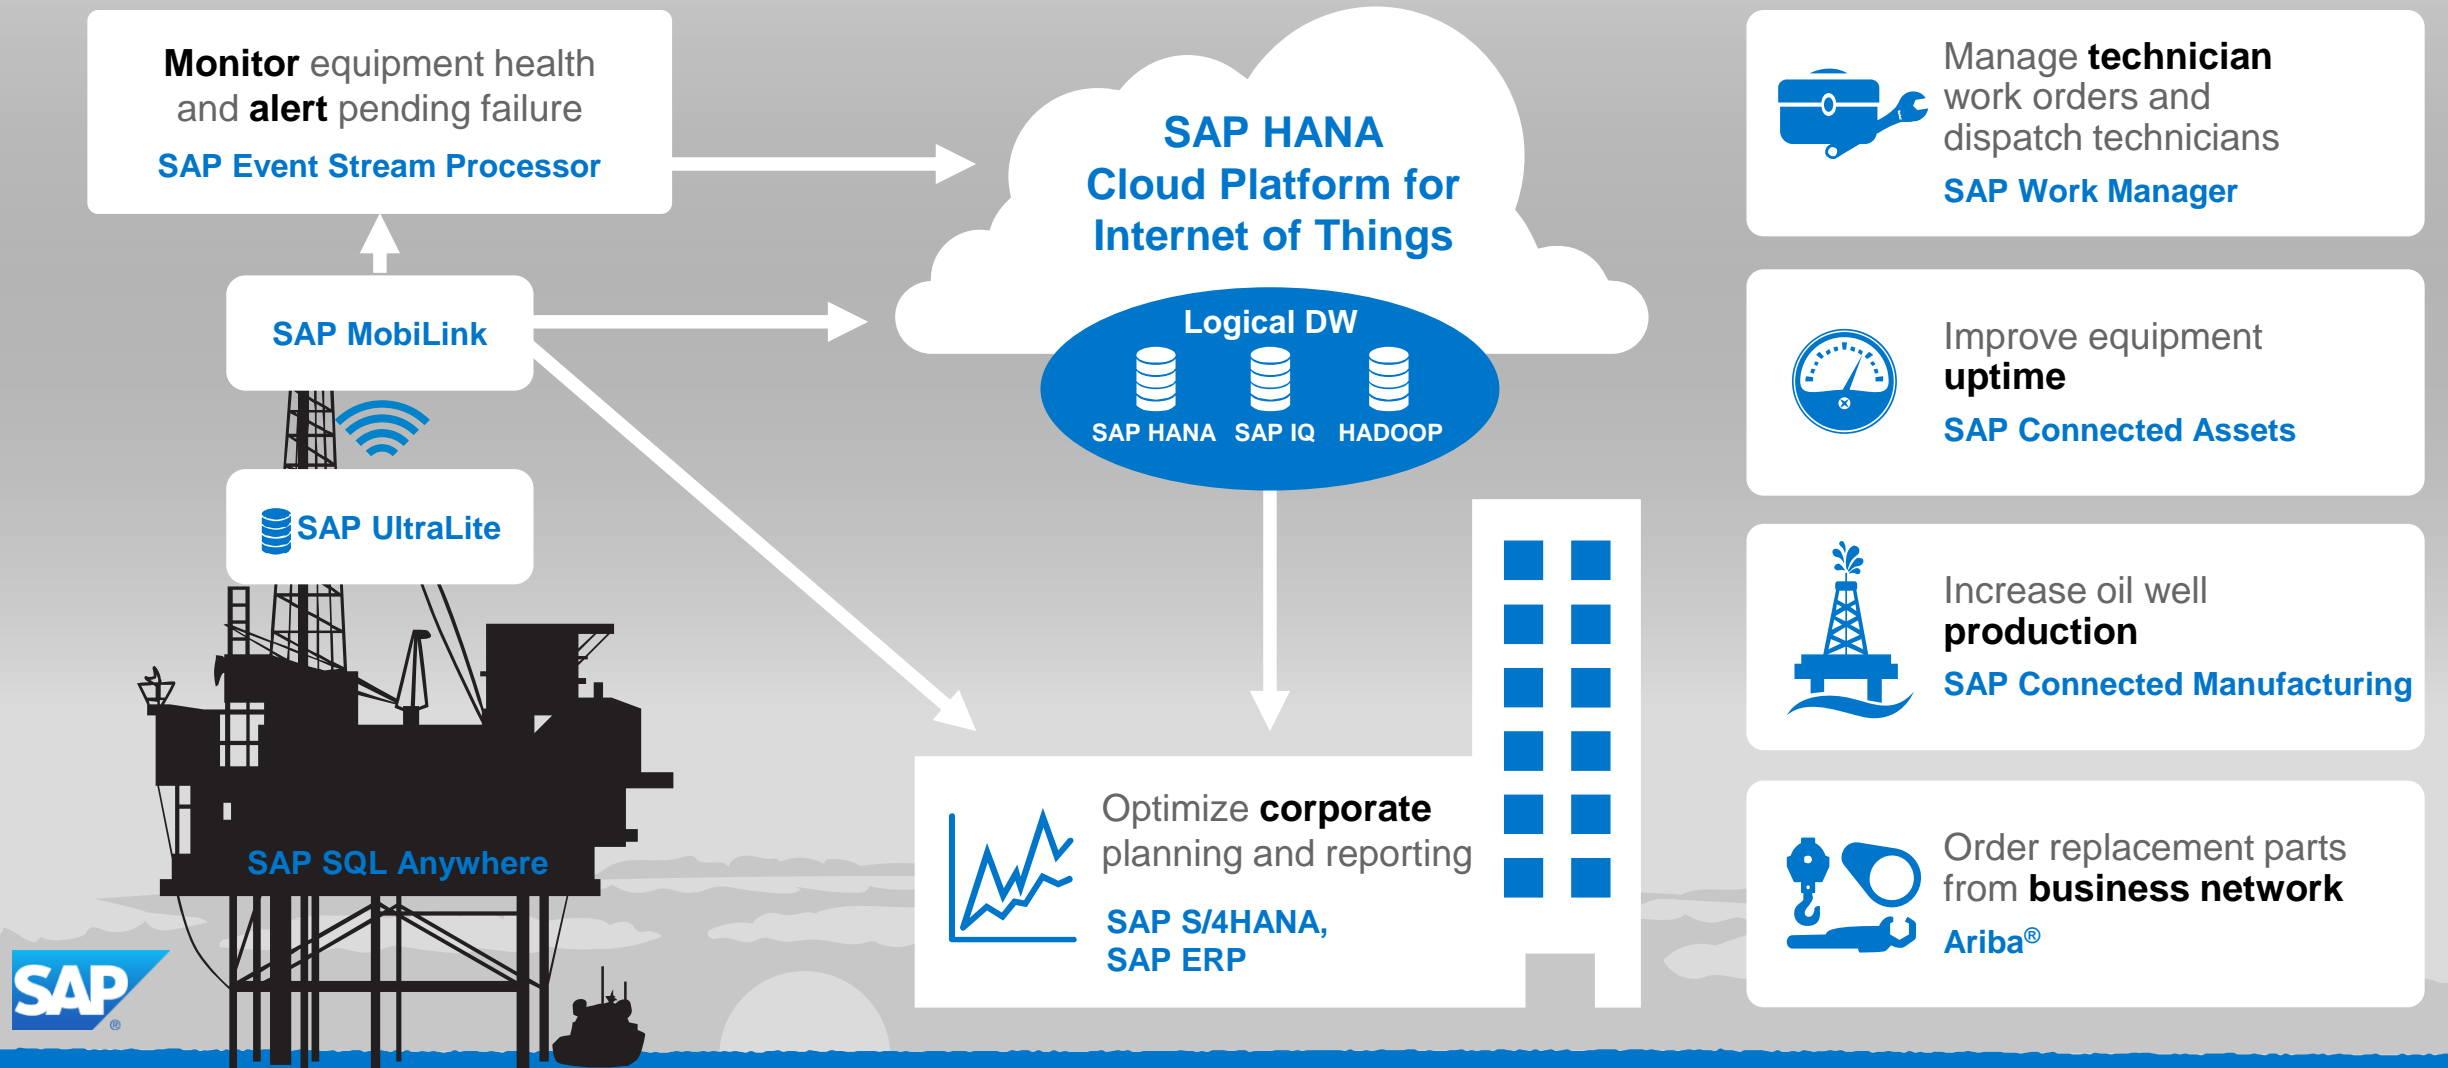 Monitor equipment health
and alert pending failure
SAP Event Stream Processor
SAP MobiLink
SAP UltraLite
SAP SQL Anywhere
SAP®
SAP HANA
Cloud Platform for
Internet of Things
Logical DW
SAP HANA SAP IQ HADOOP
Optimize corporate
planning and reporting
SAP S/4HANA,
SAP ERP
Manage technician
work orders and
dispatch technicians
SAP Work Manager
Improve equipment
uptime
SAP Connected Assets
Increase oil well
production
SAP Connected Manufacturing
Order replacement parts
from business network
Ariba®